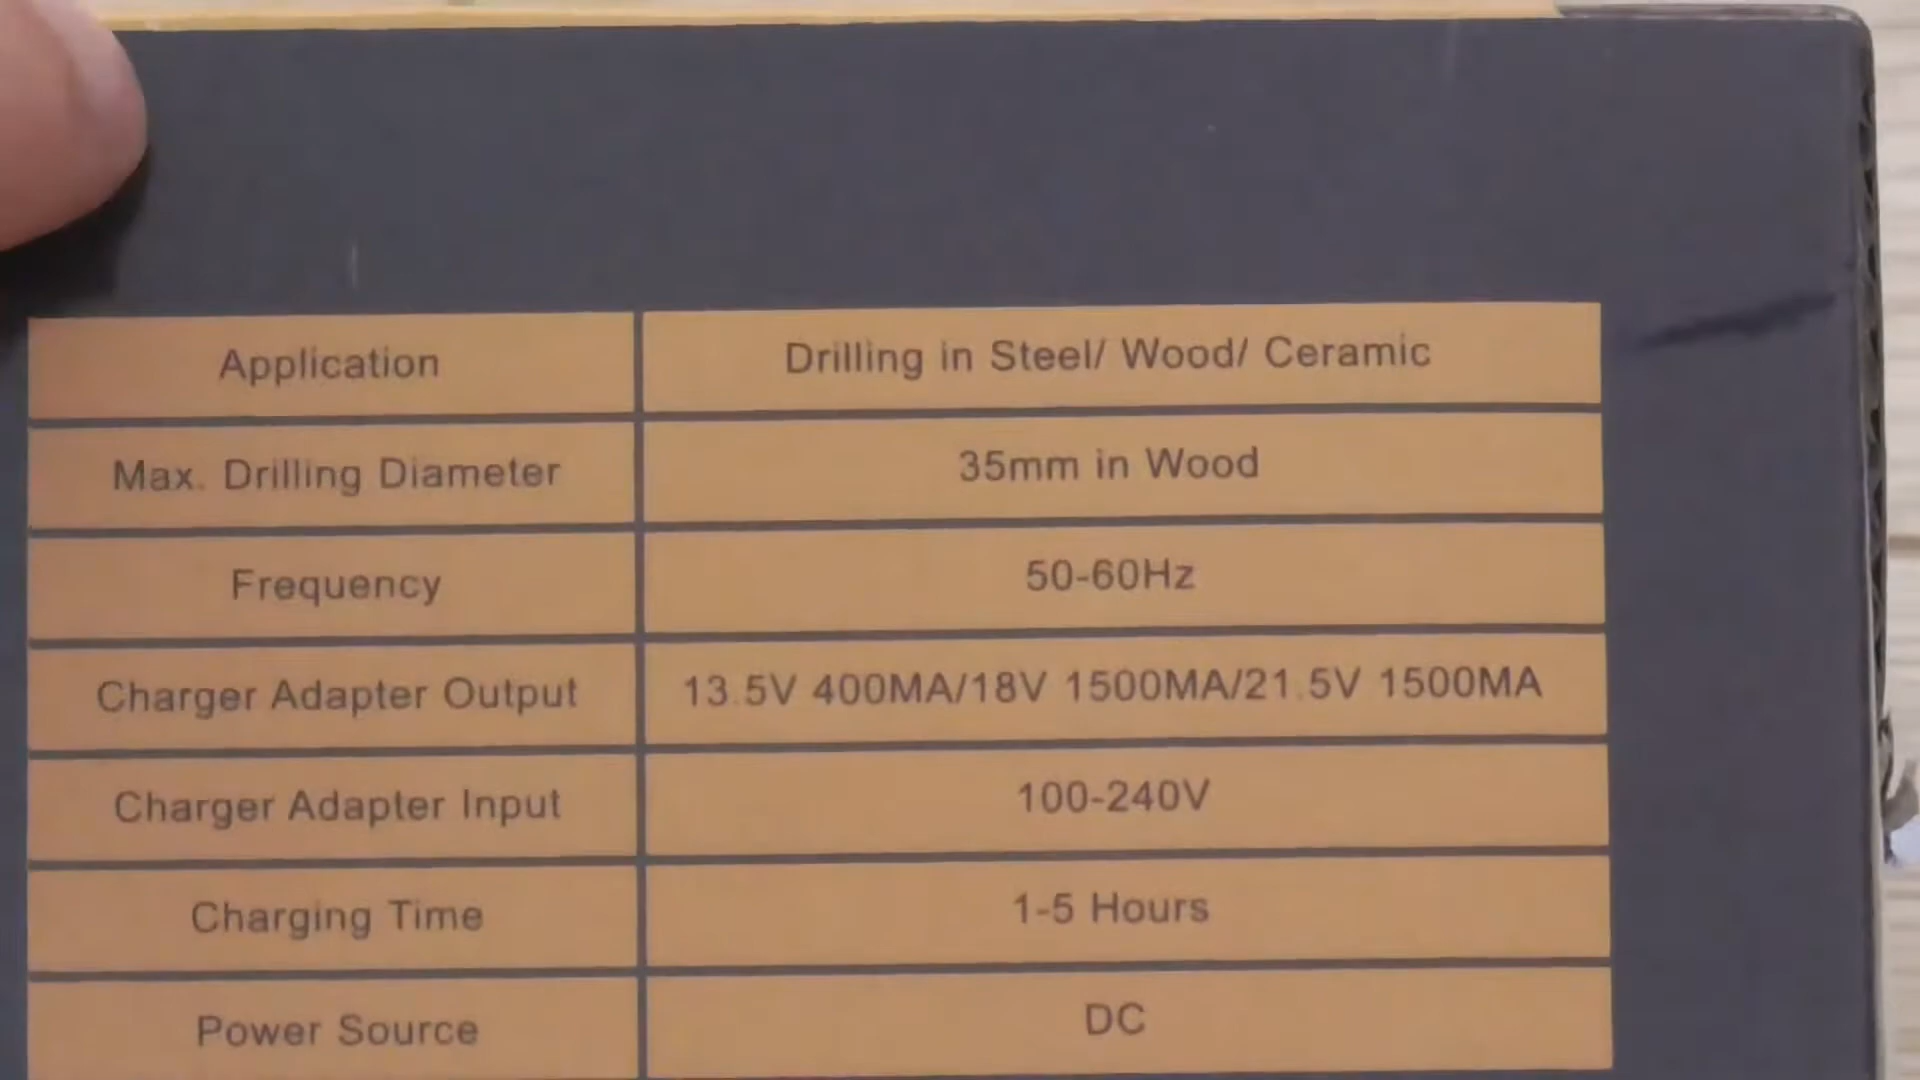 Application Drilling in Steel/ Wood/ Ceramic
Max. Drilling Diameter 35mm in Wood
Frequency 50-60Hz
Charger Adapter Output 13.5V 400MA/18V 1500MA/21.5V 1500MA
Charger Adapter Input 100-240V
Charging Time 1-5 Hours
Power Source DC